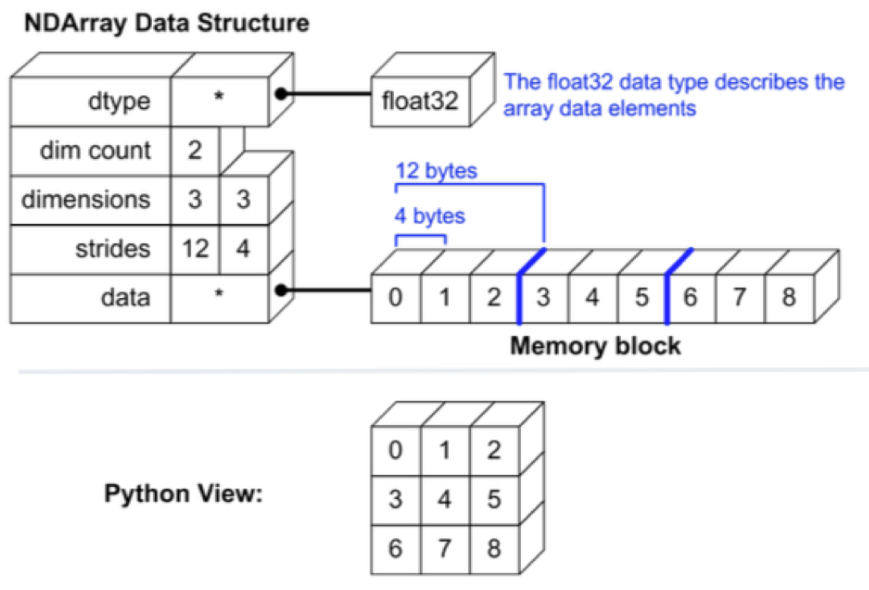 NDArray Data Structure
dtype * float32
The float32 data type describes the
array data elements
dim count 2
dimensions 3 3
strides 12 4
data *
12 bytes
4 bytes
0 1 2 3 4 5 6 7 8
Memory block
Python View:
0 1 2
3 4 5
6 7 8